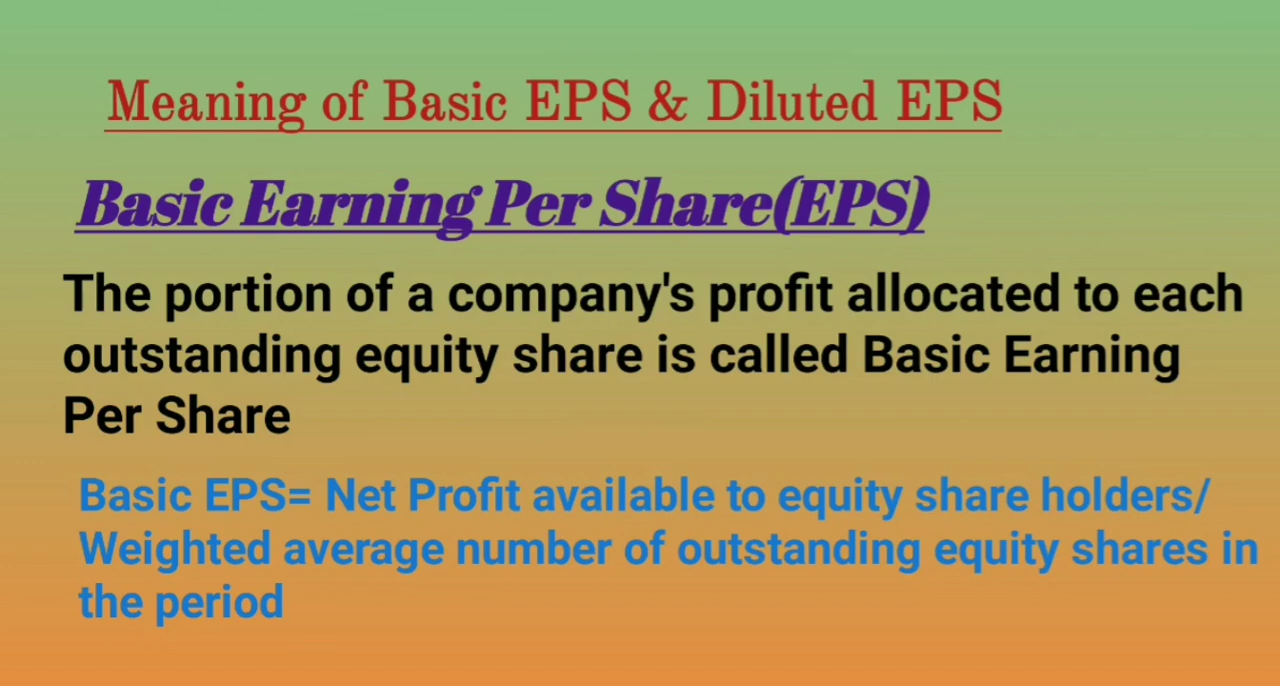 Meaning of Basic EPS & Diluted EPS
Basic Earning Per Share(EPS)
The portion of a company's profit allocated to each
outstanding equity share is called Basic Earning
Per Share
Basic EPS= Net Profit available to equity share holders/
Weighted average number of outstanding equity shares in
the period